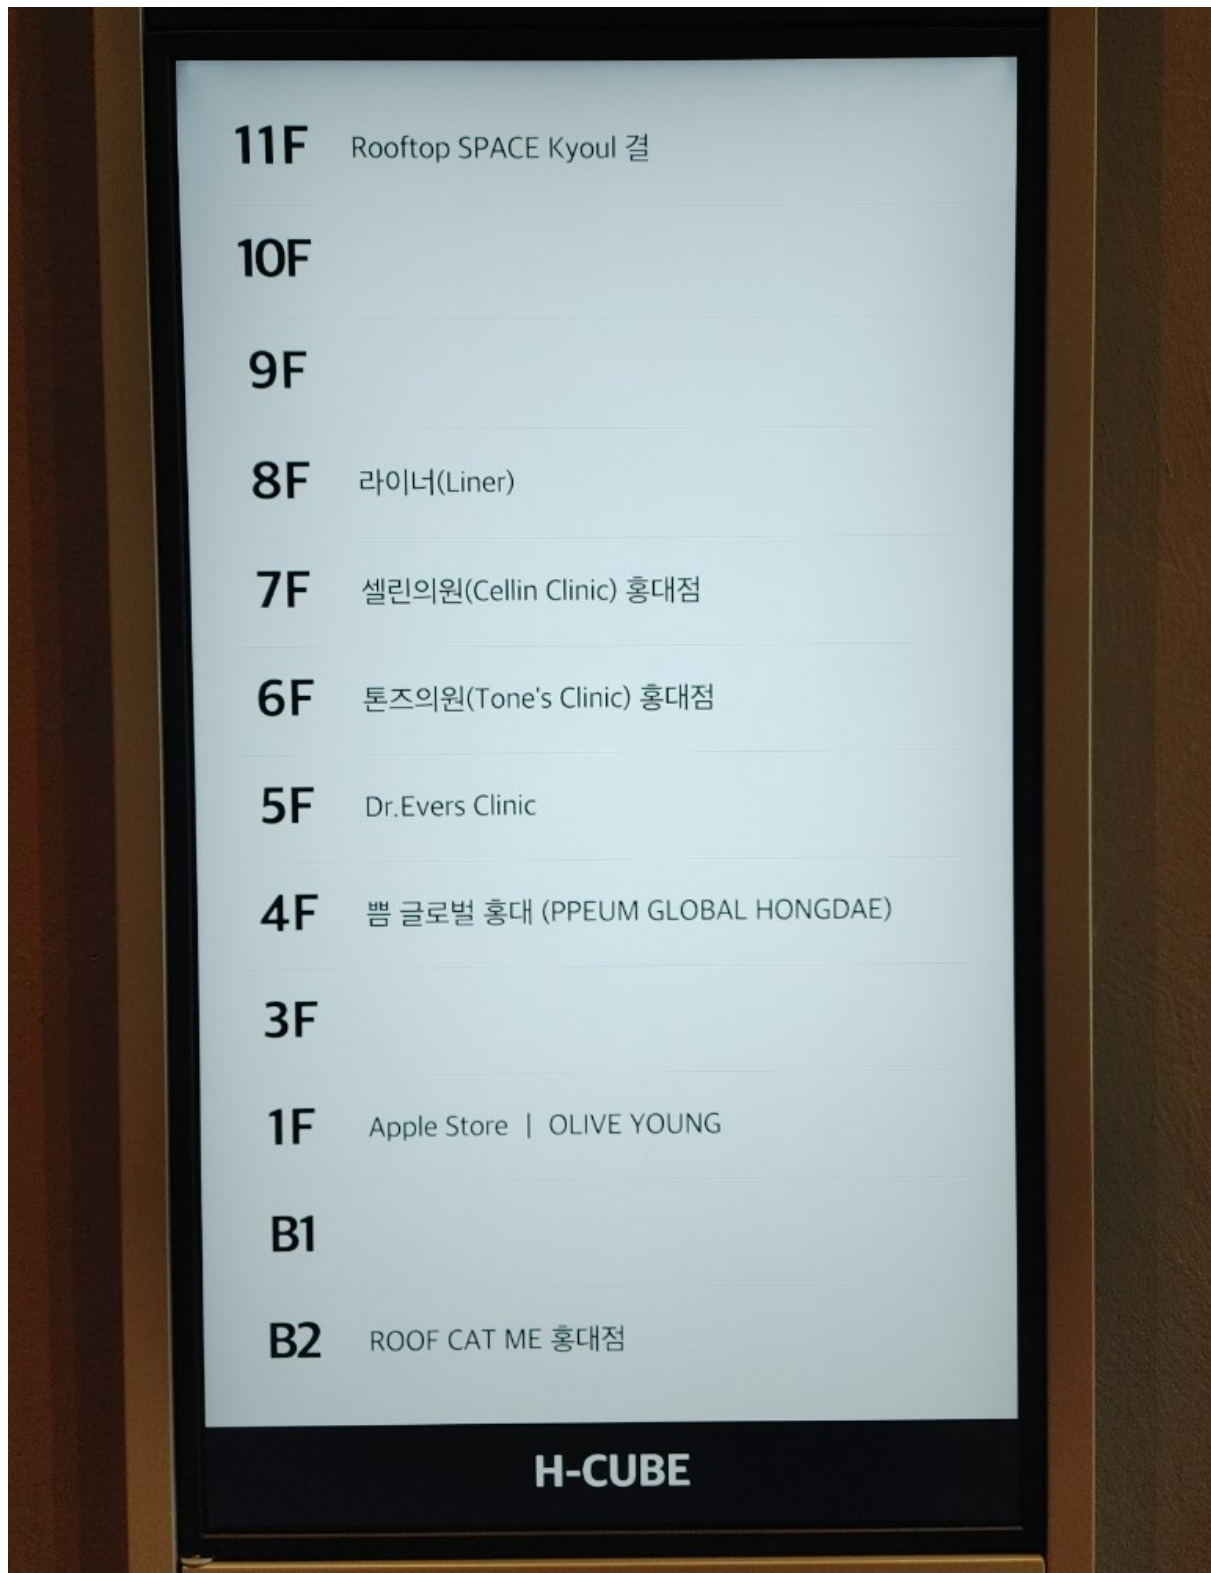 11F Rooftop SPACE Kyoul 결
10F
9F
8F 라이너(Liner)
7F 셀린의원(Cellin Clinic) 홍대점
6F 톤즈의원(Tone's Clinic) 홍대점
5F Dr.Evers Clinic
4F 쁨 글로벌 홍대 (PPEUM GLOBAL HONGDAE)
3F
1F Apple Store | OLIVE YOUNG
B1
B2 ROOF CAT ME 홍대점
H-CUBE